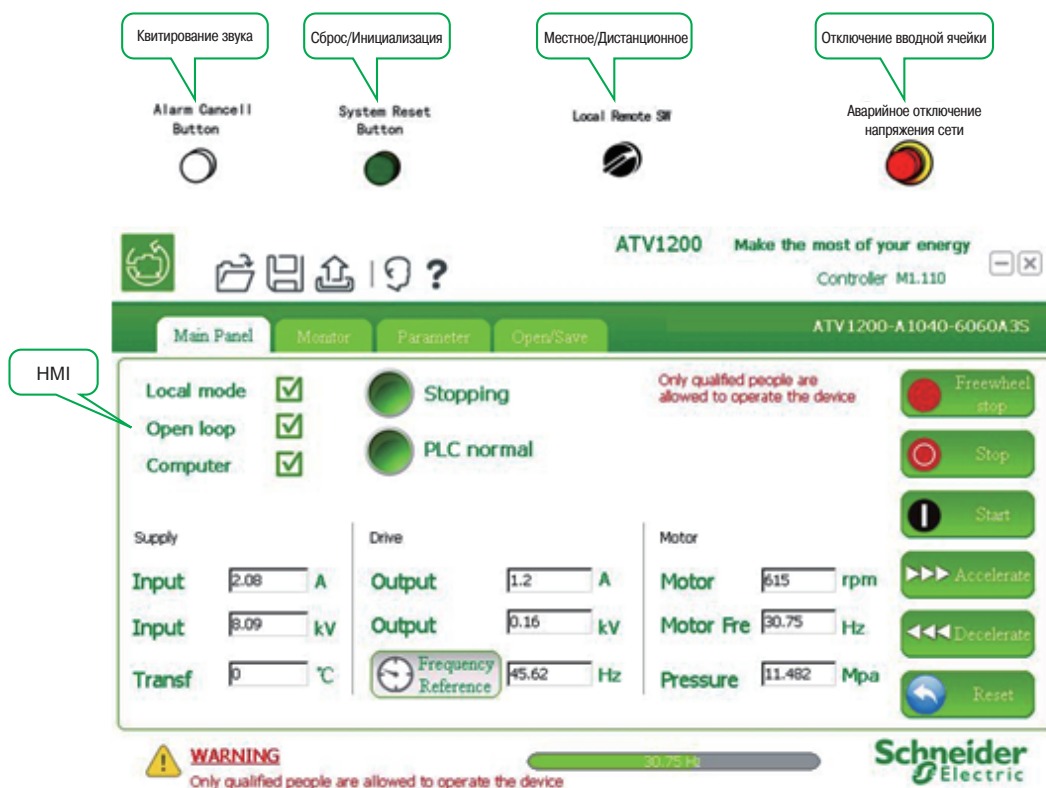 Квитирование звука
Сброс/Инициализация
Местное/Дистанционное
Отключение вводной ячейки
Alarm Cancell
Button
System Reset
Button
Local Remote SW
Аварийное отключение
напряжения сети
ATV1200
Make the most of your energy
Controller M1.110
?
Main Panel
Monitor
Parameter
Open/Save
ATV1200-A1040-6060A3S
HMI
Local mode
Open loop
Computer
Stopping
PLC normal
Only qualified people are
allowed to operate the device
Freewheel
stop
Stop
Start
Accelerate
Decelerate
Reset
Supply
Input 2.08 A
Input 8.09 kV
Transf 0 °C
Drive
Output 1.2 A
Output 0.16 kV
Frequency
Reference
45.62 Hz
Motor
Motor 615 rpm
Motor Fre 30.75 Hz
Pressure 11.482 Mpa
WARNING
Only qualified people are allowed to operate the device
30.75 Hz
Schneider
Electric